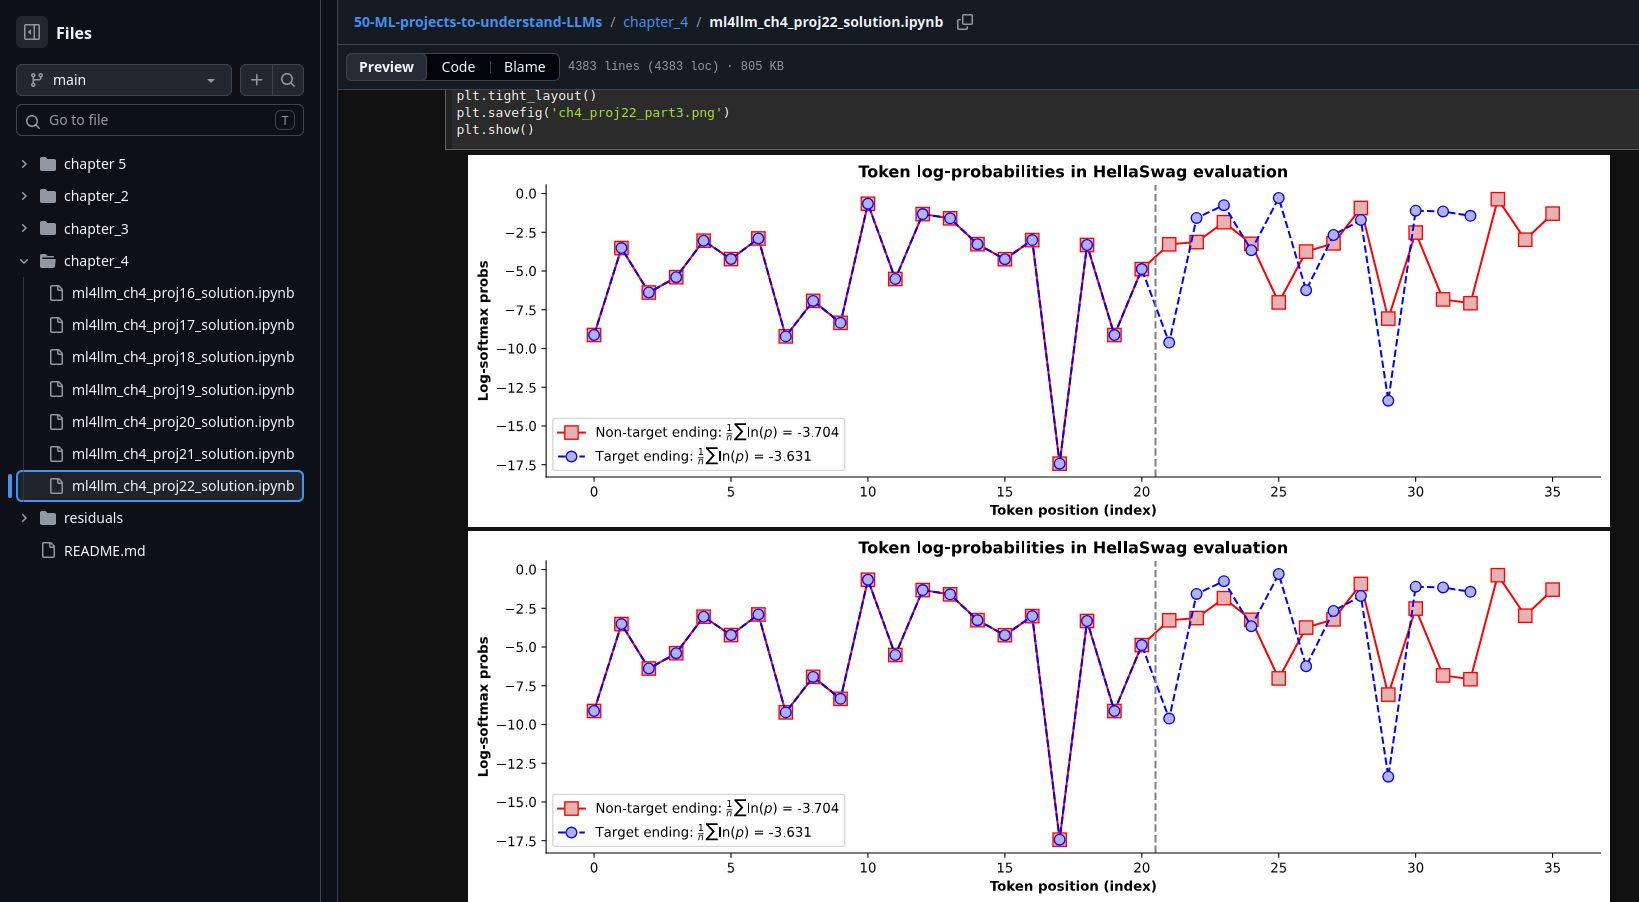 Files
main
Go to file
T
chapter 5
chapter_2
chapter_3
chapter_4
ml4llm_ch4_proj16_solution.ipynb
ml4llm_ch4_proj17_solution.ipynb
ml4llm_ch4_proj18_solution.ipynb
ml4llm_ch4_proj19_solution.ipynb
ml4llm_ch4_proj20_solution.ipynb
ml4llm_ch4_proj21_solution.ipynb
ml4llm_ch4_proj22_solution.ipynb
residuals
README.md
50-ML-projects-to-understand-LLMs / chapter_4 / ml4llm_ch4_proj22_solution.ipynb
Preview Code Blame 4383 lines (4383 loc) · 805 KB
plt.tight_layout()
plt.savefig('ch4_proj22_part3.png')
plt.show()
Token log-probabilities in HellaSwag evaluation
Log-softmax probs
0.0
−2.5
−5.0
−7.5
−10.0
−12.5
−15.0
−17.5
Non-target ending: 1/n ∑ ln(p) = -3.704
Target ending: 1/n ∑ ln(p) = -3.631
0 5 10 15 20 25 30 35
Token position (index)
Token log-probabilities in HellaSwag evaluation
Log-softmax probs
0.0
−2.5
−5.0
−7.5
−10.0
−12.5
−15.0
−17.5
Non-target ending: 1/n ∑ ln(p) = -3.704
Target ending: 1/n ∑ ln(p) = -3.631
0 5 10 15 20 25 30 35
Token position (index)